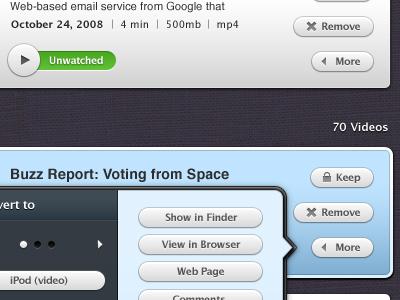 Web-based email service from Google that
October 24, 2008 | 4 min | 500mb | mp4
Remove
Unwatched
More
70 Videos
Buzz Report: Voting from Space
Keep
vert to
Show in Finder
Remove
View in Browser
More
Web Page
iPod (video)
Comments